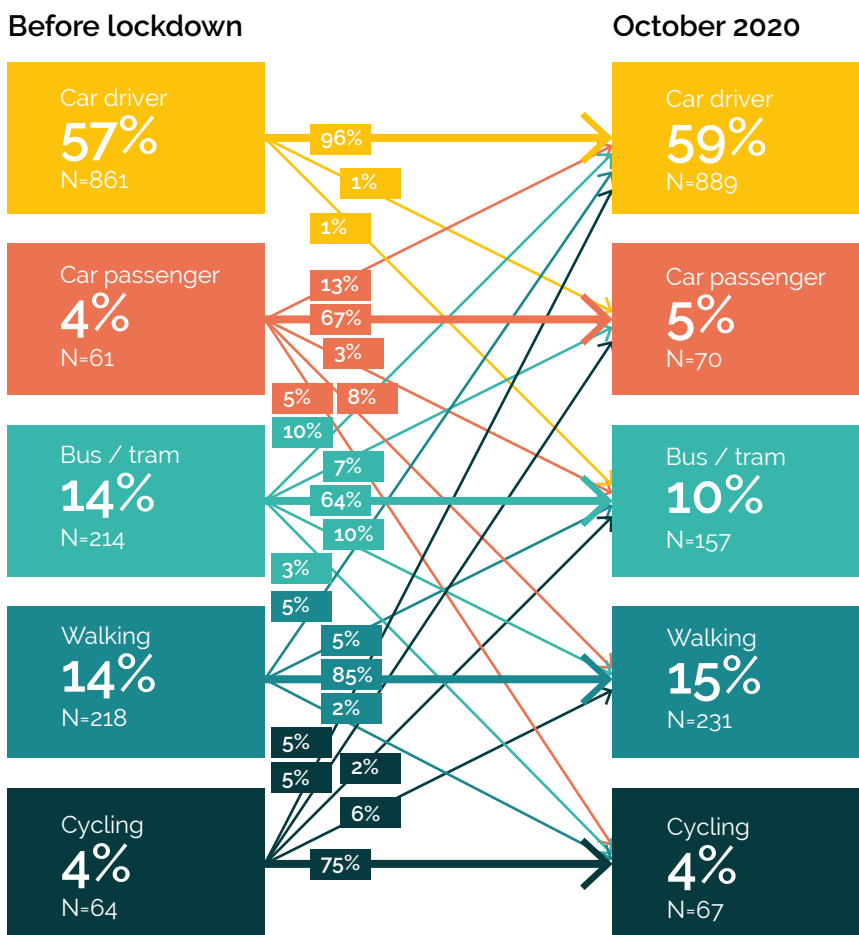 Before lockdown
October 2020
Car driver
57%
N=861
96%
1%
1%
Car driver
59%
N=889
Car passenger
4%
N=61
13%
67%
3%
5%
8%
Car passenger
5%
N=70
Bus / tram
14%
N=214
10%
7%
64%
10%
3%
Bus / tram
10%
N=157
Walking
14%
N=218
5%
5%
85%
2%
Walking
15%
N=231
Cycling
4%
N=64
5%
5%
2%
6%
75%
Cycling
4%
N=67